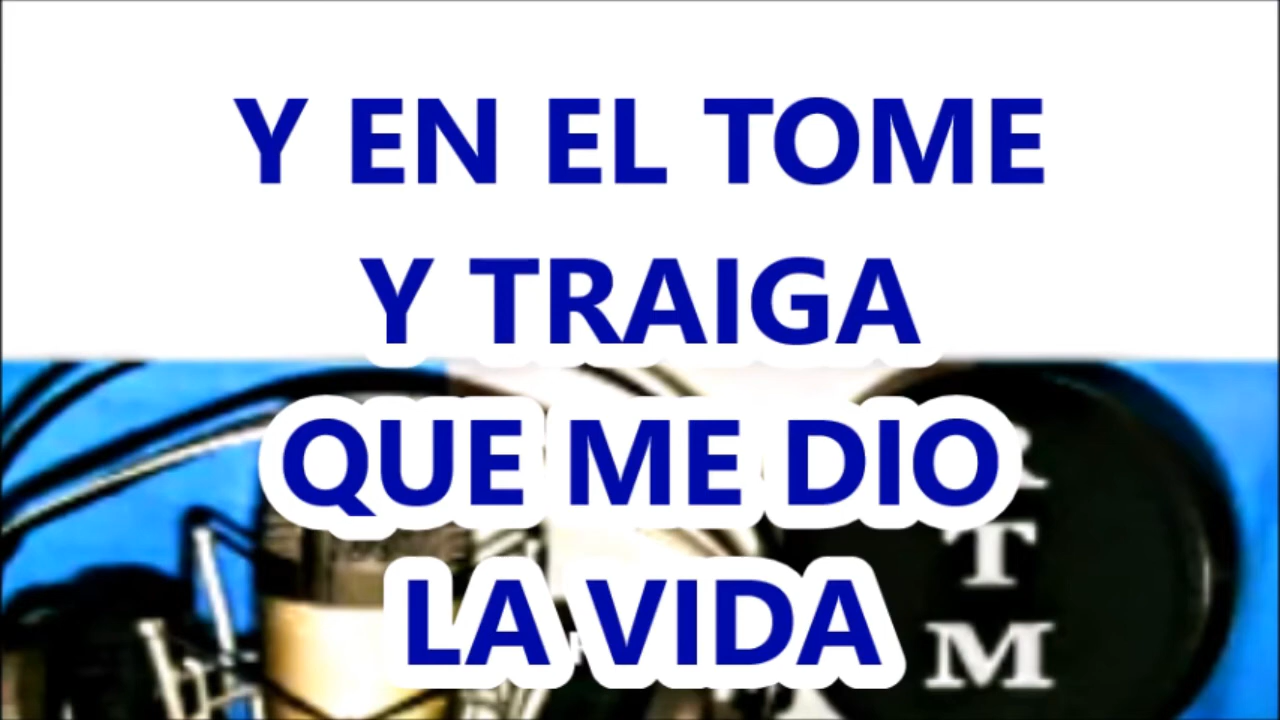 Y EN EL TOME
Y TRAIGA
QUE ME DIO
LA VIDA
R
T
M